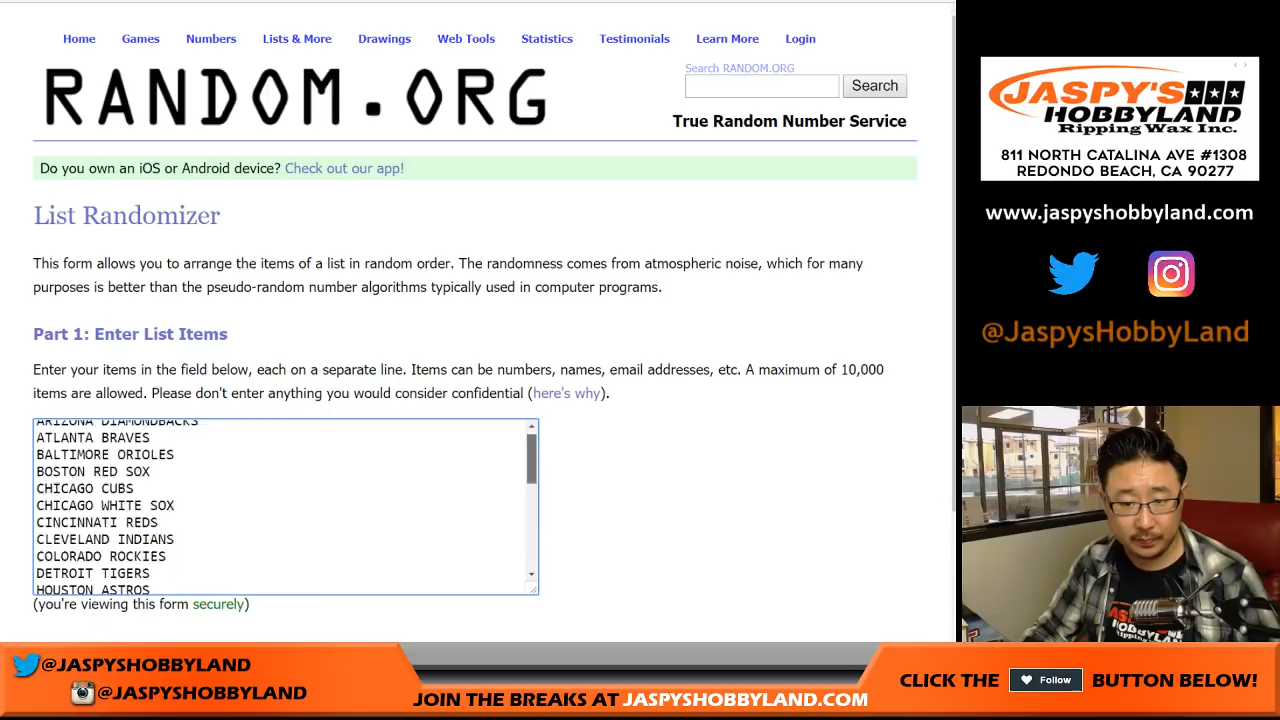 Home Games Numbers Lists & More Drawings Web Tools Statistics Testimonials Learn More Login
RANDOM.ORG
Search RANDOM.ORG
Search
True Random Number Service
Do you own an iOS or Android device? Check out our app!
List Randomizer
This form allows you to arrange the items of a list in random order. The randomness comes from atmospheric noise, which for many
purposes is better than the pseudo-random number algorithms typically used in computer programs.
Part 1: Enter List Items
Enter your items in the field below, each on a separate line. Items can be numbers, names, email addresses, etc. A maximum of 10,000
items are allowed. Please don't enter anything you would consider confidential (here's why).
ARIZONA DIAMONDBACKS
ATLANTA BRAVES
BALTIMORE ORIOLES
BOSTON RED SOX
CHICAGO CUBS
CHICAGO WHITE SOX
CINCINNATI REDS
CLEVELAND INDIANS
COLORADO ROCKIES
DETROIT TIGERS
HOUSTON ASTROS
(you're viewing this form securely)
JASPY'S
HOBBYLAND
Ripping Wax Inc.
811 NORTH CATALINA AVE #1308
REDONDO BEACH, CA 90277
www.jaspyshobbyland.com
@JaspysHobbyLand
JASPY'S
HOBBYLAND
Ripping
@JASPYSHOBBYLAND
@JASPYSHOBBYLAND
JOIN THE BREAKS AT JASPYSHOBBYLAND.COM
CLICK THE Follow BUTTON BELOW!